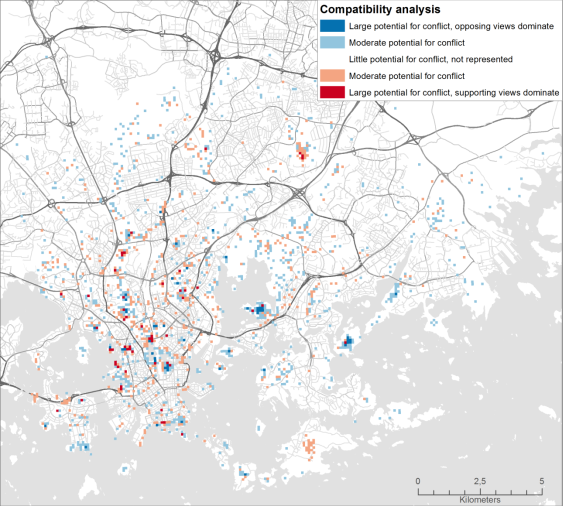 Compatibility analysis
Large potential for conflict, opposing views dominate
Moderate potential for conflict
Little potential for conflict, not represented
Moderate potential for conflict
Large potential for conflict, supporting views dominate
0 2,5 5
Kilometers